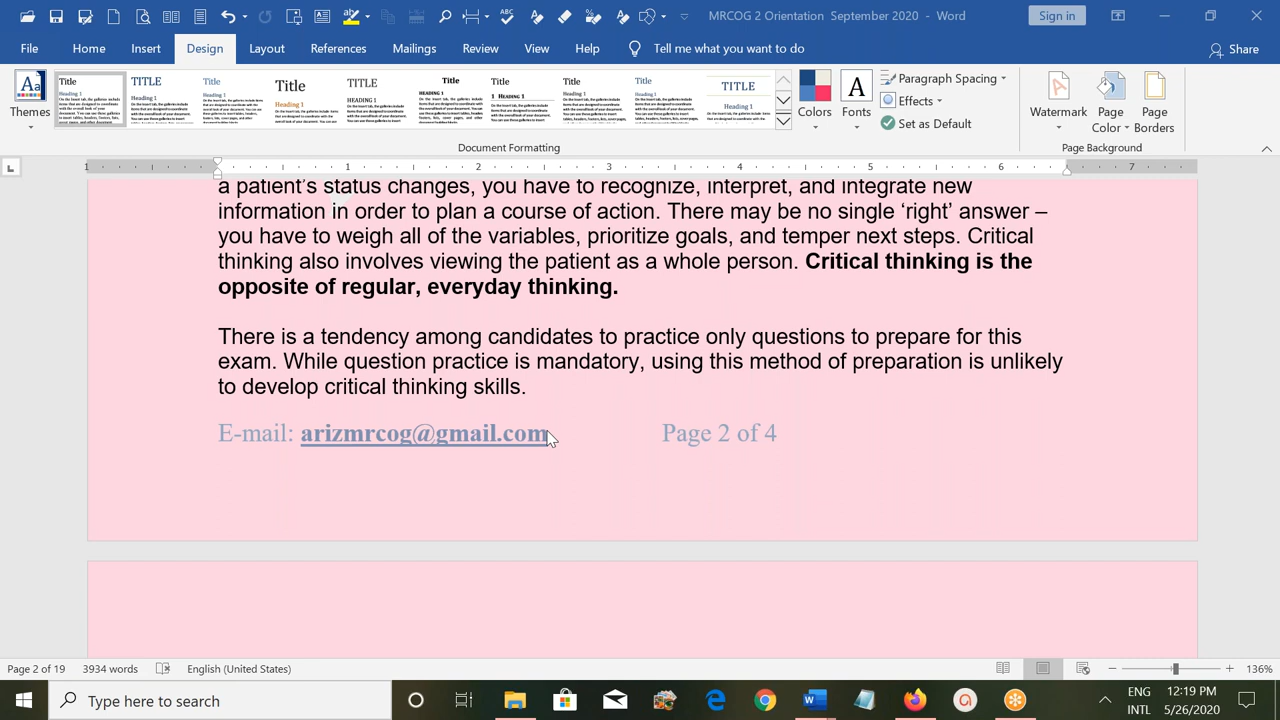 MRCOG 2 Orientation September 2020 - Word
Sign in
File Home Insert Design Layout References Mailings Review View Help Tell me what you want to do Share
Themes
Colors
Fonts
Paragraph Spacing
Effects
Set as Default
Watermark
Page Color
Page Borders
Document Formatting
Page Background
1 1 2 3 4 5 6 7
a patient's status changes, you have to recognize, interpret, and integrate new
information in order to plan a course of action. There may be no single ‘right’ answer –
you have to weigh all of the variables, prioritize goals, and temper next steps. Critical
thinking also involves viewing the patient as a whole person. Critical thinking is the
opposite of regular, everyday thinking.
There is a tendency among candidates to practice only questions to prepare for this
exam. While question practice is mandatory, using this method of preparation is unlikely
to develop critical thinking skills.
E-mail: arizmrcog@gmail.com Page 2 of 4
Page 2 of 19 3934 words English (United States) 136%
Type here to search
ENG 12:19 PM
INTL 5/26/2020